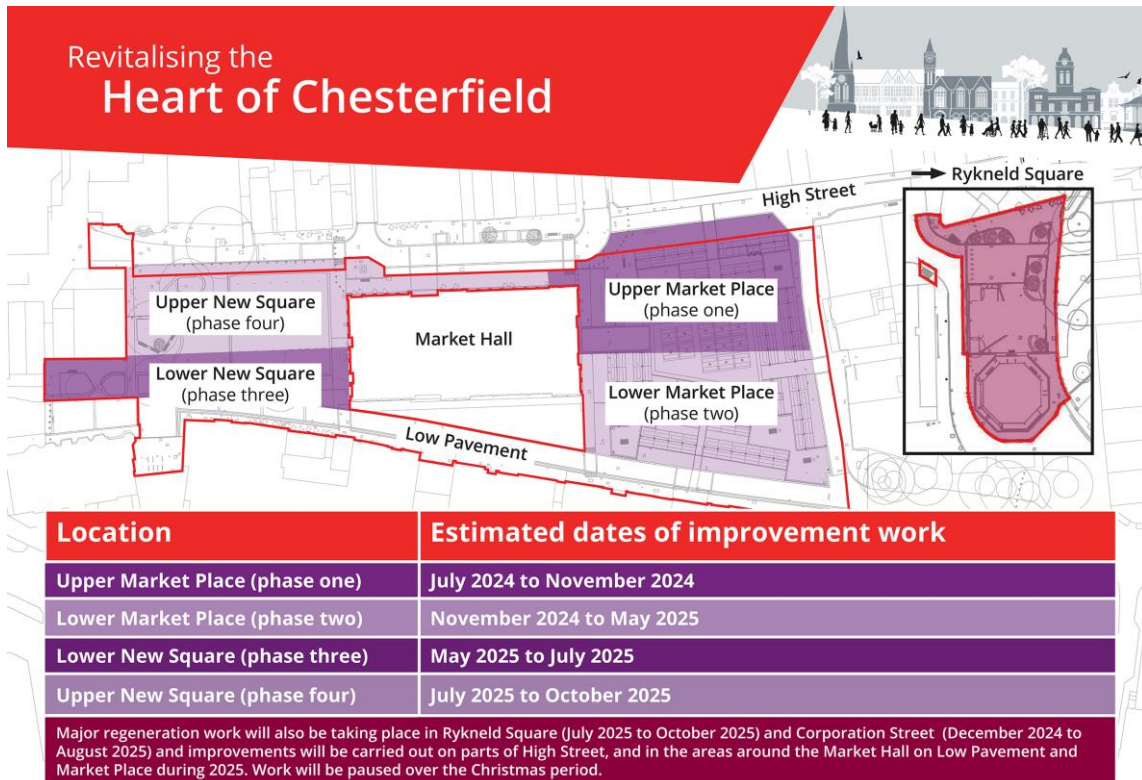 Revitalising the
Heart of Chesterfield
Rykneld Square
High Street
Upper New Square
(phase four)
Market Hall
Upper Market Place
(phase one)
Lower New Square
(phase three)
Lower Market Place
(phase two)
Low Pavement
Location Estimated dates of improvement work
Upper Market Place (phase one) July 2024 to November 2024
Lower Market Place (phase two) November 2024 to May 2025
Lower New Square (phase three) May 2025 to July 2025
Upper New Square (phase four) July 2025 to October 2025
Major regeneration work will also be taking place in Rykneld Square (July 2025 to October 2025) and Corporation Street (December 2024 to
August 2025) and improvements will be carried out on parts of High Street, and in the areas around the Market Hall on Low Pavement and
Market Place during 2025. Work will be paused over the Christmas period.